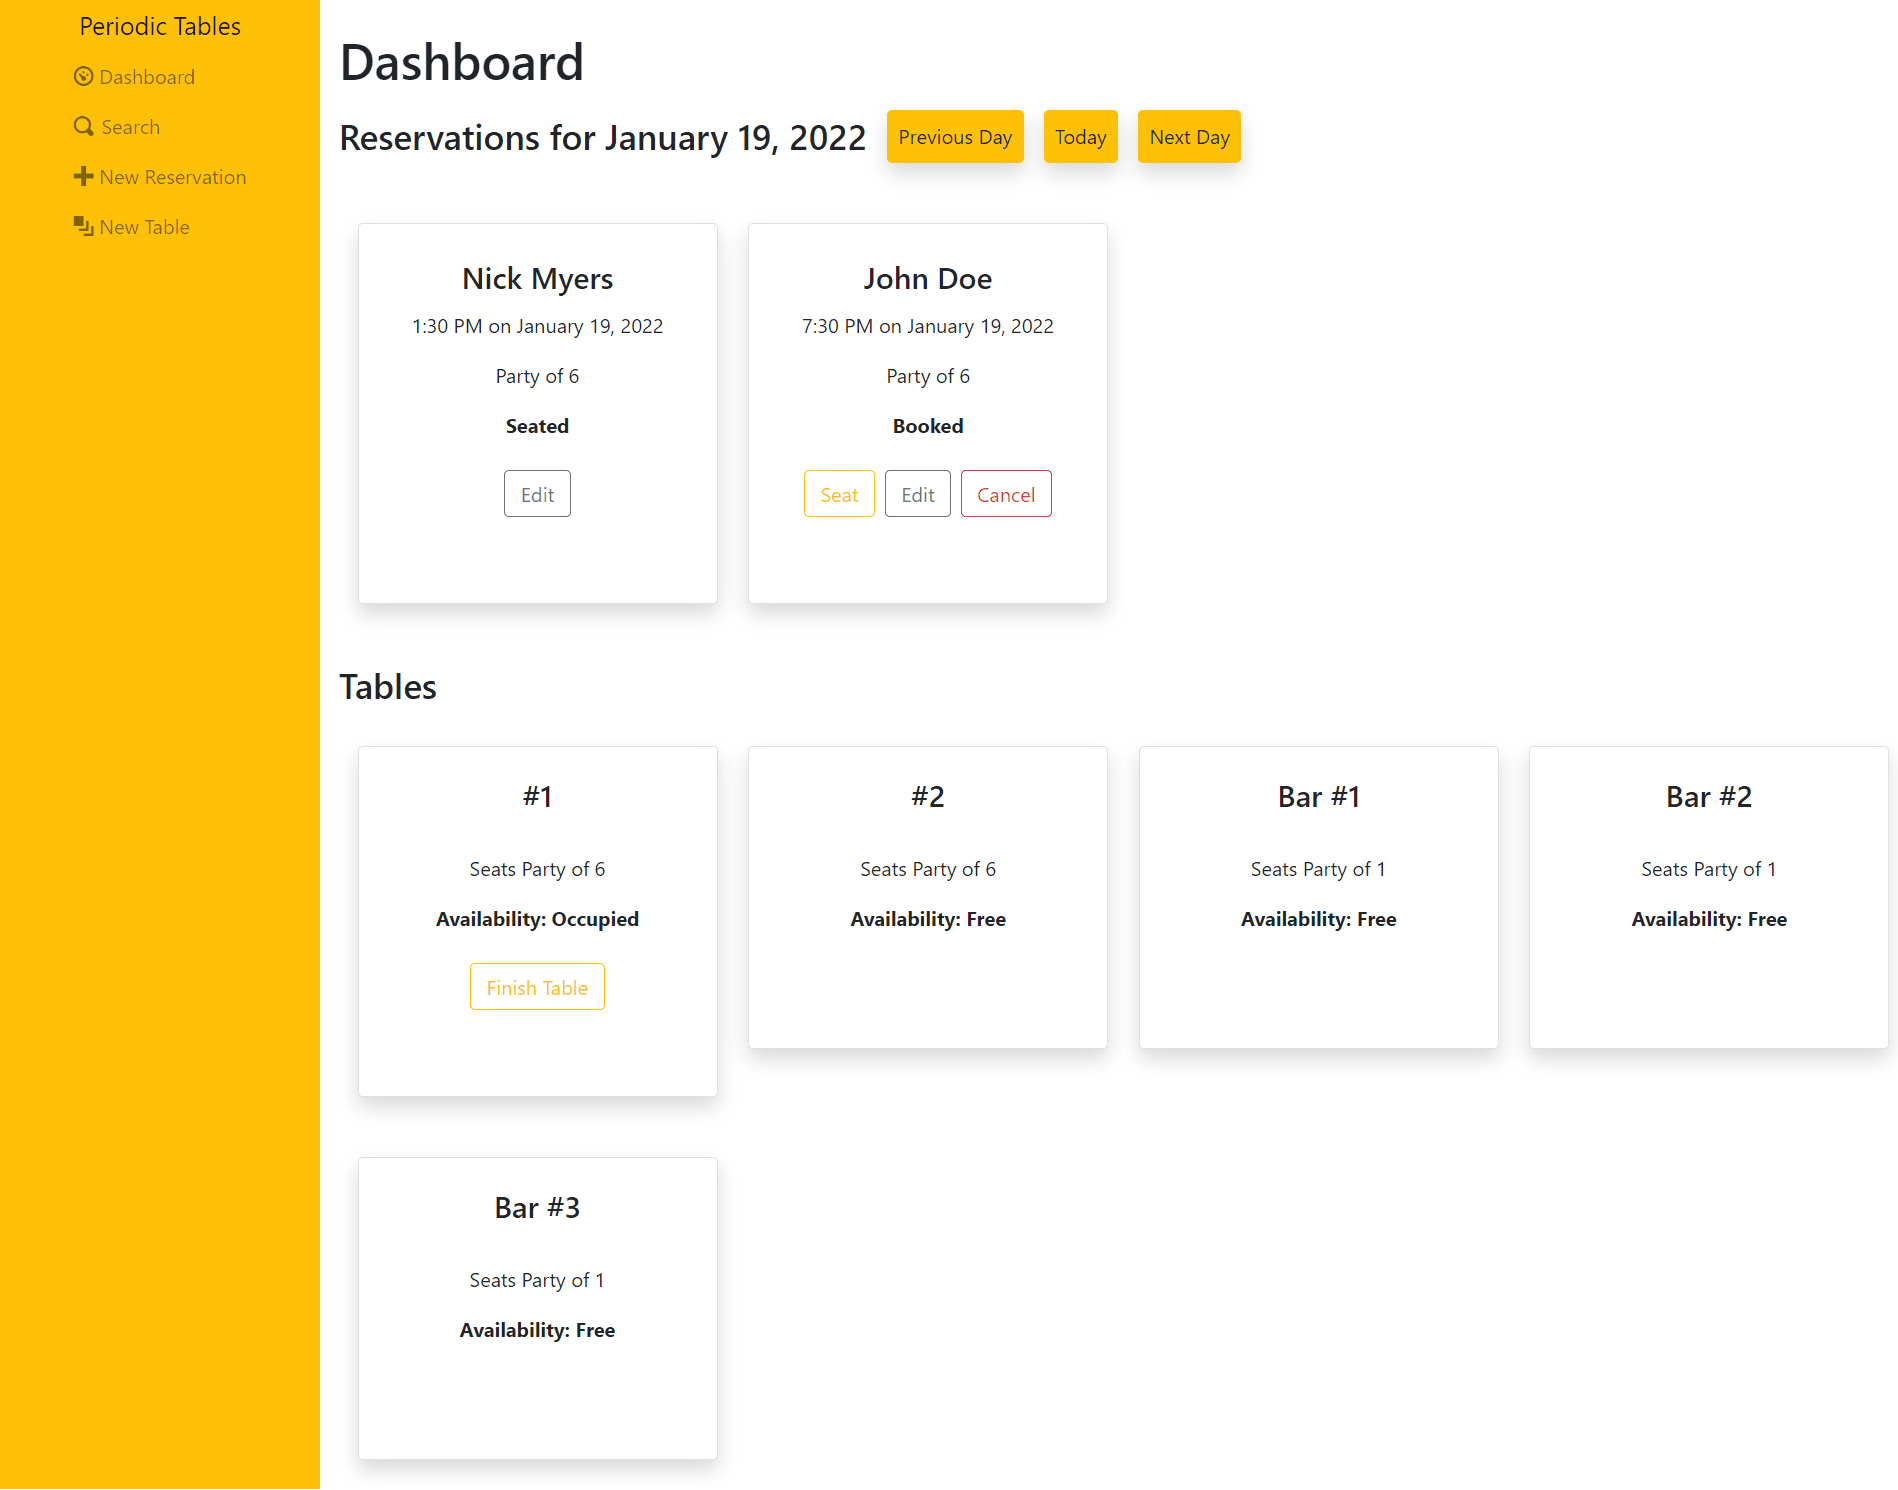 Periodic Tables
Dashboard
Search
New Reservation
New Table
Dashboard
Reservations for January 19, 2022
Previous Day
Today
Next Day
Nick Myers
1:30 PM on January 19, 2022
Party of 6
Seated
Edit
John Doe
7:30 PM on January 19, 2022
Party of 6
Booked
Seat
Edit
Cancel
Tables
#1
Seats Party of 6
Availability: Occupied
Finish Table
#2
Seats Party of 6
Availability: Free
Bar #1
Seats Party of 1
Availability: Free
Bar #2
Seats Party of 1
Availability: Free
Bar #3
Seats Party of 1
Availability: Free